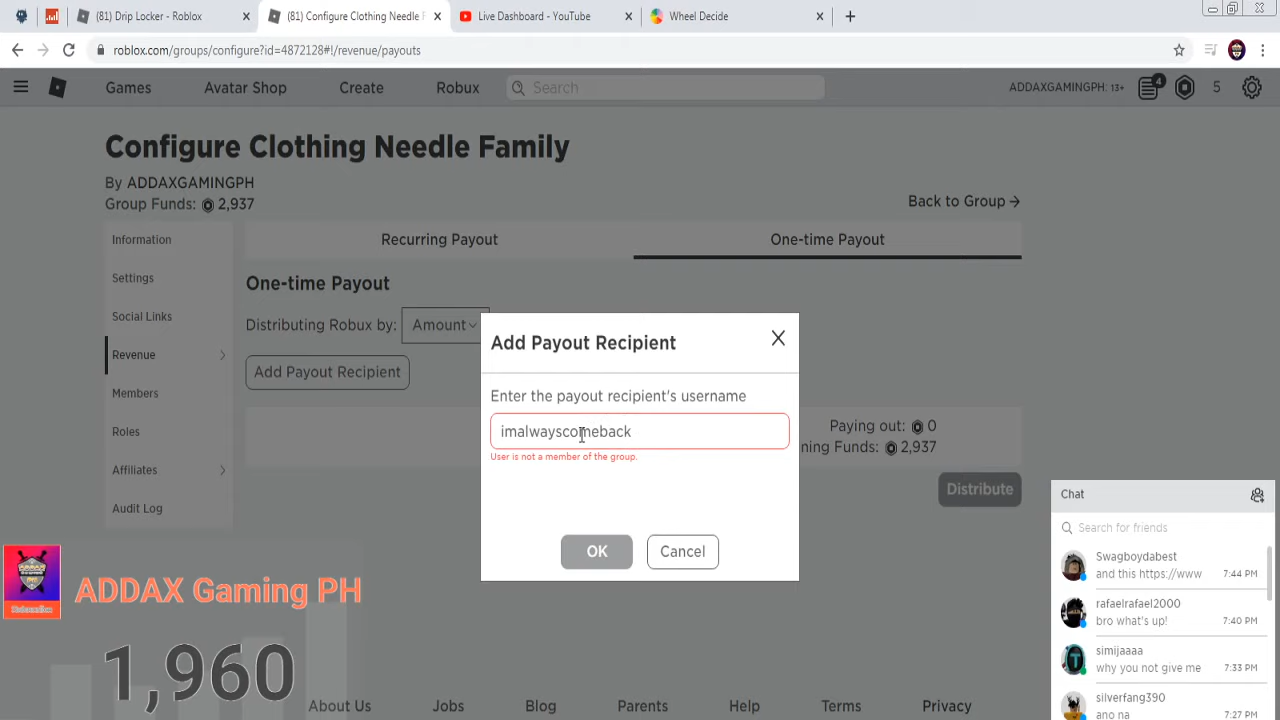 (81) Drip Locker - Roblox
(81) Configure Clothing Needle F
Live Dashboard - YouTube
Wheel Decide
roblox.com/groups/configure?id=4872128#!/revenue/payouts
Games
Avatar Shop
Create
Robux
Search
ADDAXGAMINGPH: 13+
4
5
Configure Clothing Needle Family
By ADDAXGAMINGPH
Group Funds: 2,937
Back to Group →
Information
Settings
Social Links
Revenue
Members
Roles
Affiliates
Audit Log
Recurring Payout
One-time Payout
One-time Payout
Distributing Robux by: Amount
Add Payout Recipient
Paying out: 0
ning Funds: 2,937
Distribute
Add Payout Recipient
X
Enter the payout recipient's username
imalwayscomeback
User is not a member of the group.
OK
Cancel
Chat
Search for friends
Swagboydabest
and this https://www
7:44 PM
rafaelrafael2000
bro what's up!
7:40 PM
simijaaaa
why you not give me
7:33 PM
silverfang390
ano na
7:27 PM
ADDAX Gaming PH
1,960
About Us
Jobs
Blog
Parents
Help
Terms
Privacy